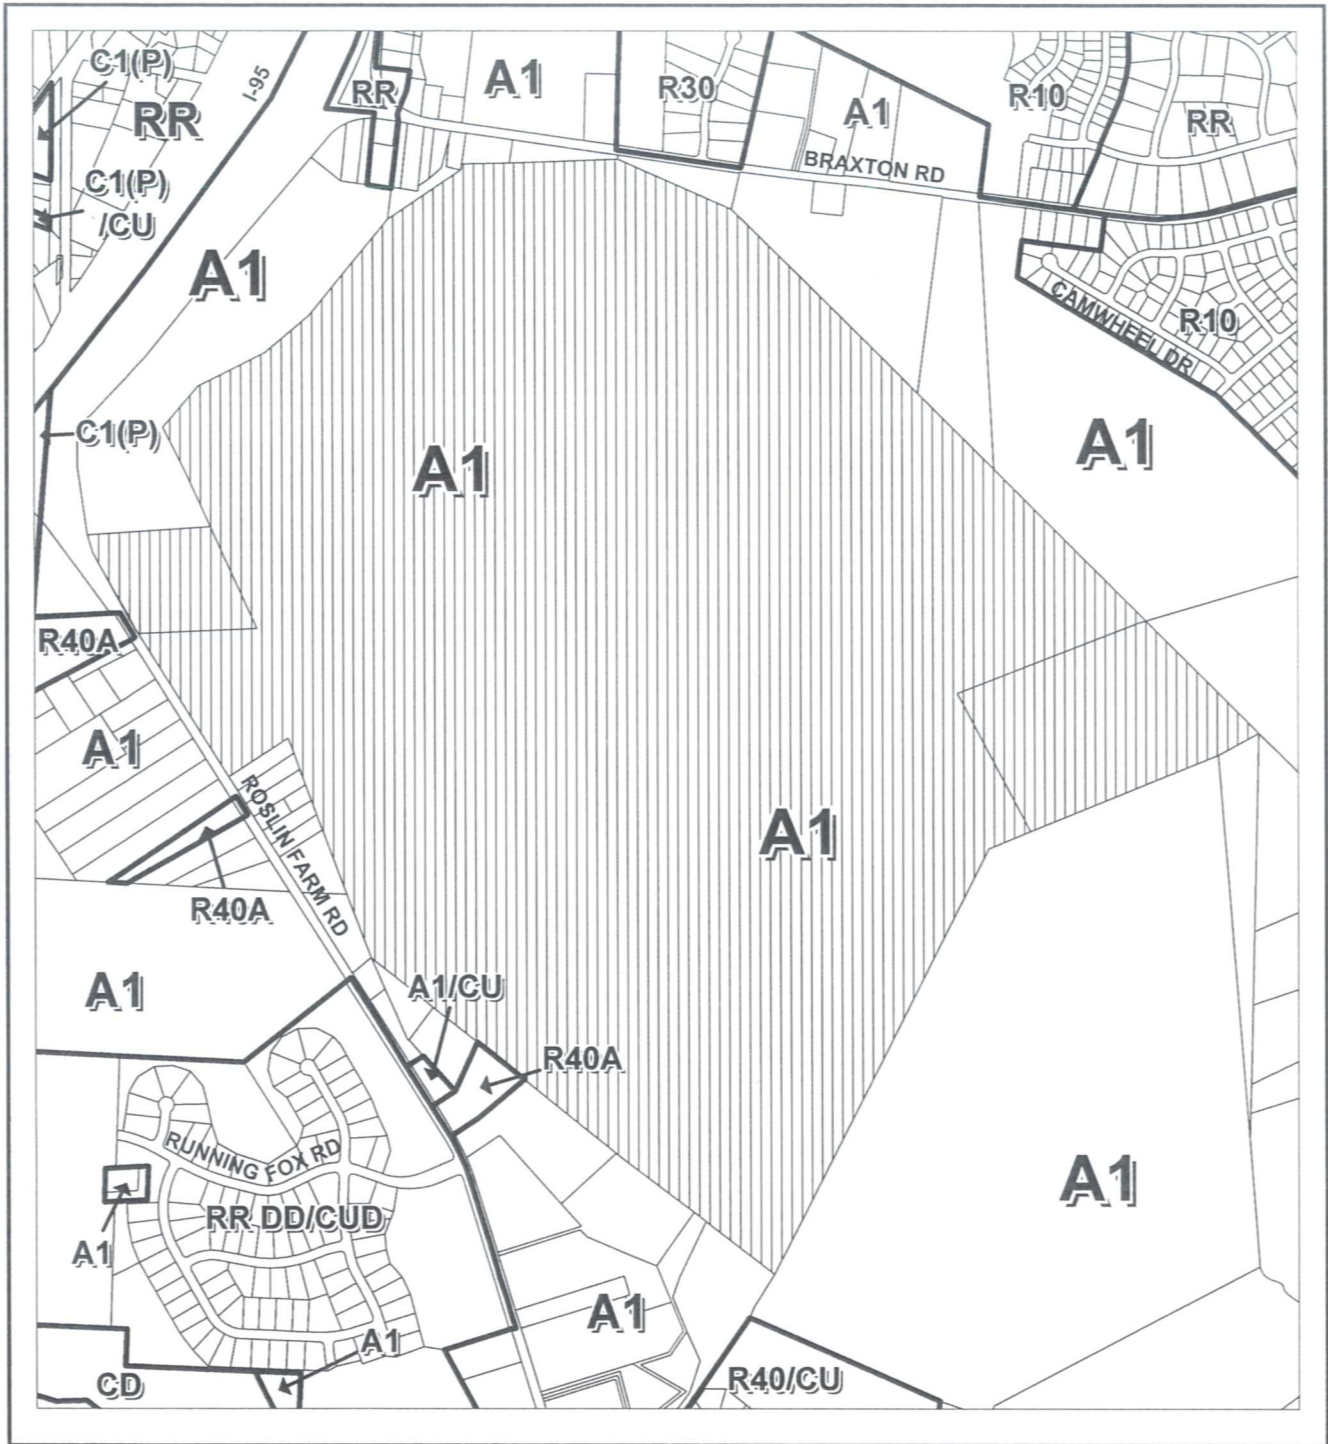 C1(P)
RR
I-95
RR
A1
R30
A1
R10
RR
BRAXTON RD
C1(P)
/CU
A1
CAMWHEEL DR
R10
C1(P)
A1
A1
R40A
A1
ROSLIN FARM RD
A1
R40A
A1
A1/CU
R40A
RUNNING FOX RD
A1
RR DD/CUD
A1
A1
A1
CD
R40/CU